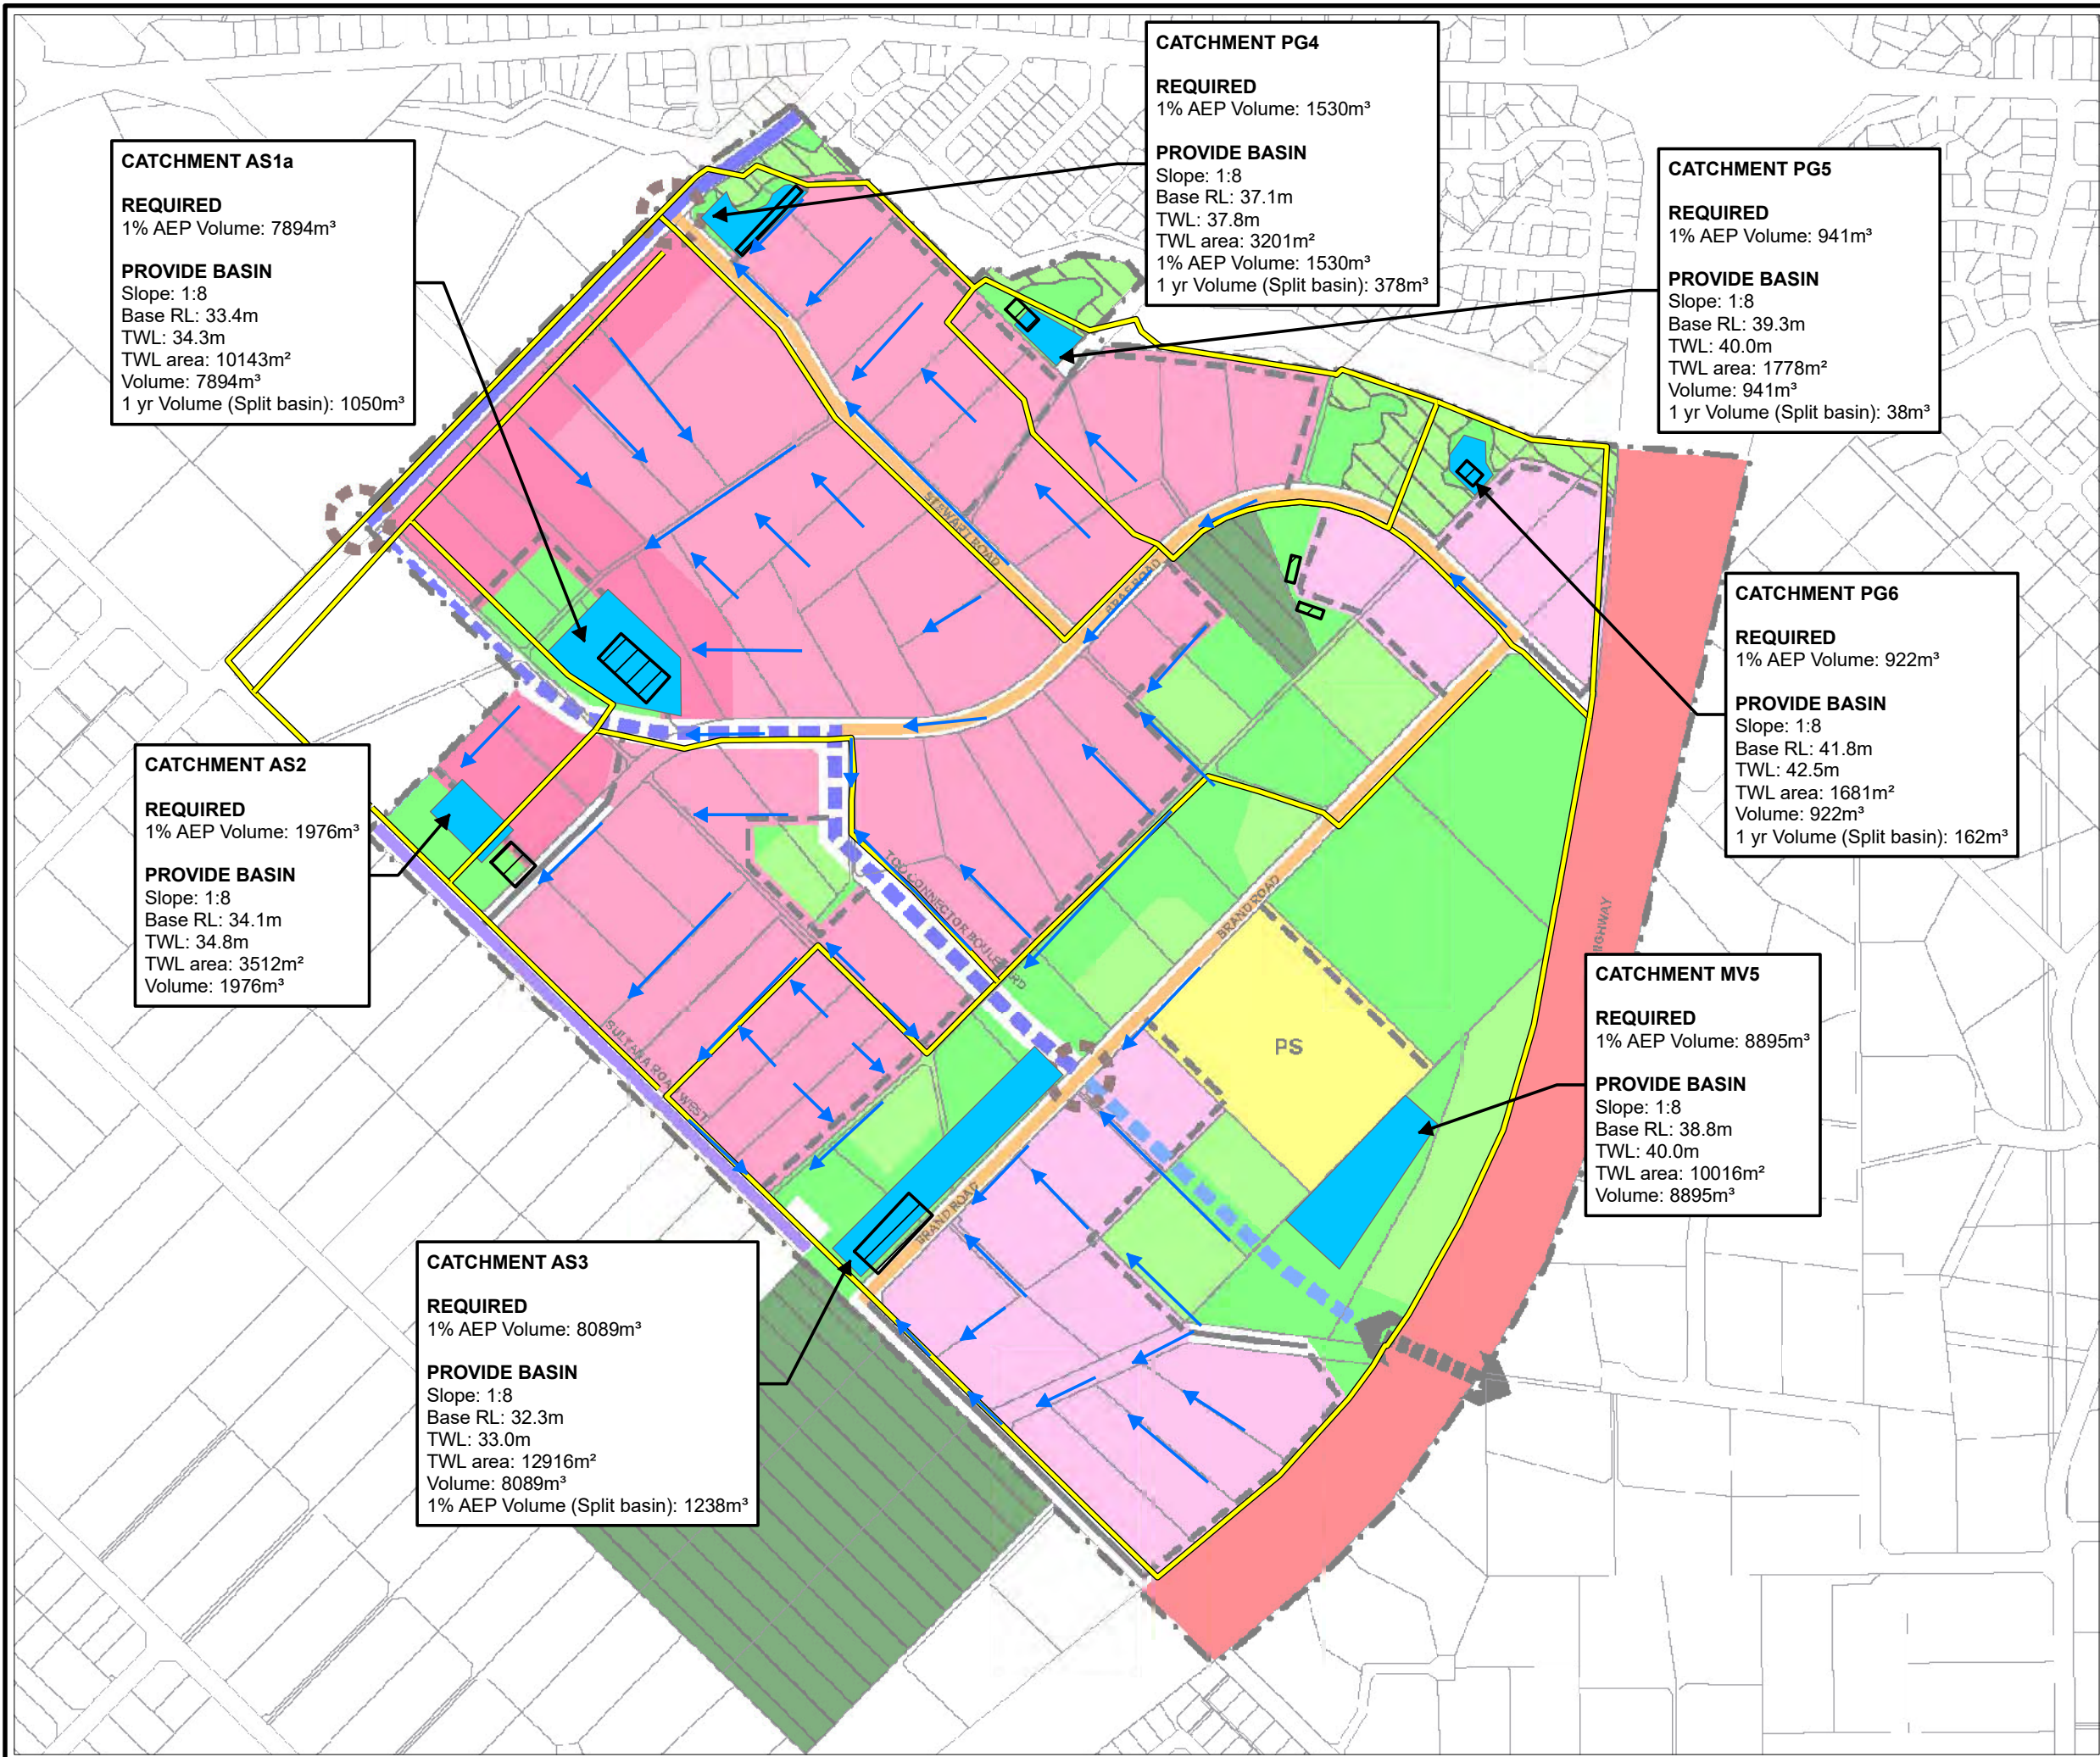 CATCHMENT PG4
REQUIRED
1% AEP Volume: 1530m³
PROVIDE BASIN
Slope: 1:8
Base RL: 37.1m
TWL: 37.8m
TWL area: 3201m²
1% AEP Volume: 1530m³
1 yr Volume (Split basin): 378m³
CATCHMENT AS1a
REQUIRED
1% AEP Volume: 7894m³
PROVIDE BASIN
Slope: 1:8
Base RL: 33.4m
TWL: 34.3m
TWL area: 10143m²
Volume: 7894m³
1 yr Volume (Split basin): 1050m³
CATCHMENT PG5
REQUIRED
1% AEP Volume: 941m³
PROVIDE BASIN
Slope: 1:8
Base RL: 39.3m
TWL: 40.0m
TWL area: 1778m²
Volume: 941m³
1 yr Volume (Split basin): 38m³
STEWART ROAD
BRAE ROAD
CATCHMENT PG6
REQUIRED
1% AEP Volume: 922m³
PROVIDE BASIN
Slope: 1:8
Base RL: 41.8m
TWL: 42.5m
TWL area: 1681m²
Volume: 922m³
1 yr Volume (Split basin): 162m³
CATCHMENT AS2
REQUIRED
1% AEP Volume: 1976m³
PROVIDE BASIN
Slope: 1:8
Base RL: 34.1m
TWL: 34.8m
TWL area: 3512m²
Volume: 1976m³
TOD CONNECTOR BOULEVARD
BRAND ROAD
HIGHWAY
CATCHMENT MV5
REQUIRED
1% AEP Volume: 8895m³
PROVIDE BASIN
Slope: 1:8
Base RL: 38.8m
TWL: 40.0m
TWL area: 10016m²
Volume: 8895m³
PS
SULTANA ROAD WEST
BRAND ROAD
CATCHMENT AS3
REQUIRED
1% AEP Volume: 8089m³
PROVIDE BASIN
Slope: 1:8
Base RL: 32.3m
TWL: 33.0m
TWL area: 12916m²
Volume: 8089m³
1% AEP Volume (Split basin): 1238m³